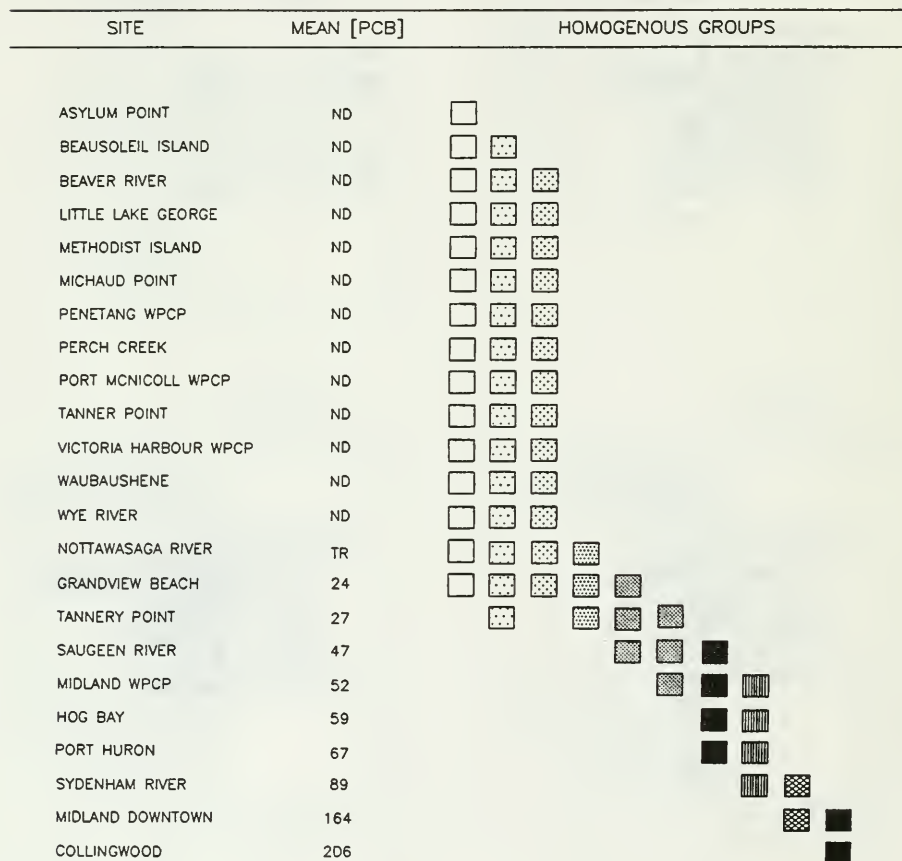 SITE MEAN [PCB] HOMOGENOUS GROUPS
ASYLUM POINT ND
BEAUSOLEIL ISLAND ND
BEAVER RIVER ND
LITTLE LAKE GEORGE ND
METHODIST ISLAND ND
MICHAUD POINT ND
PENETANG WPCP ND
PERCH CREEK ND
PORT MCNICOLL WPCP ND
TANNER POINT ND
VICTORIA HARBOUR WPCP ND
WAUBAUSHENE ND
WYE RIVER ND
NOTTAWASAGA RIVER TR
GRANDVIEW BEACH 24
TANNERY POINT 27
SAUGEEN RIVER 47
MIDLAND WPCP 52
HOG BAY 59
PORT HURON 67
SYDENHAM RIVER 89
MIDLAND DOWNTOWN 164
COLLINGWOOD 206